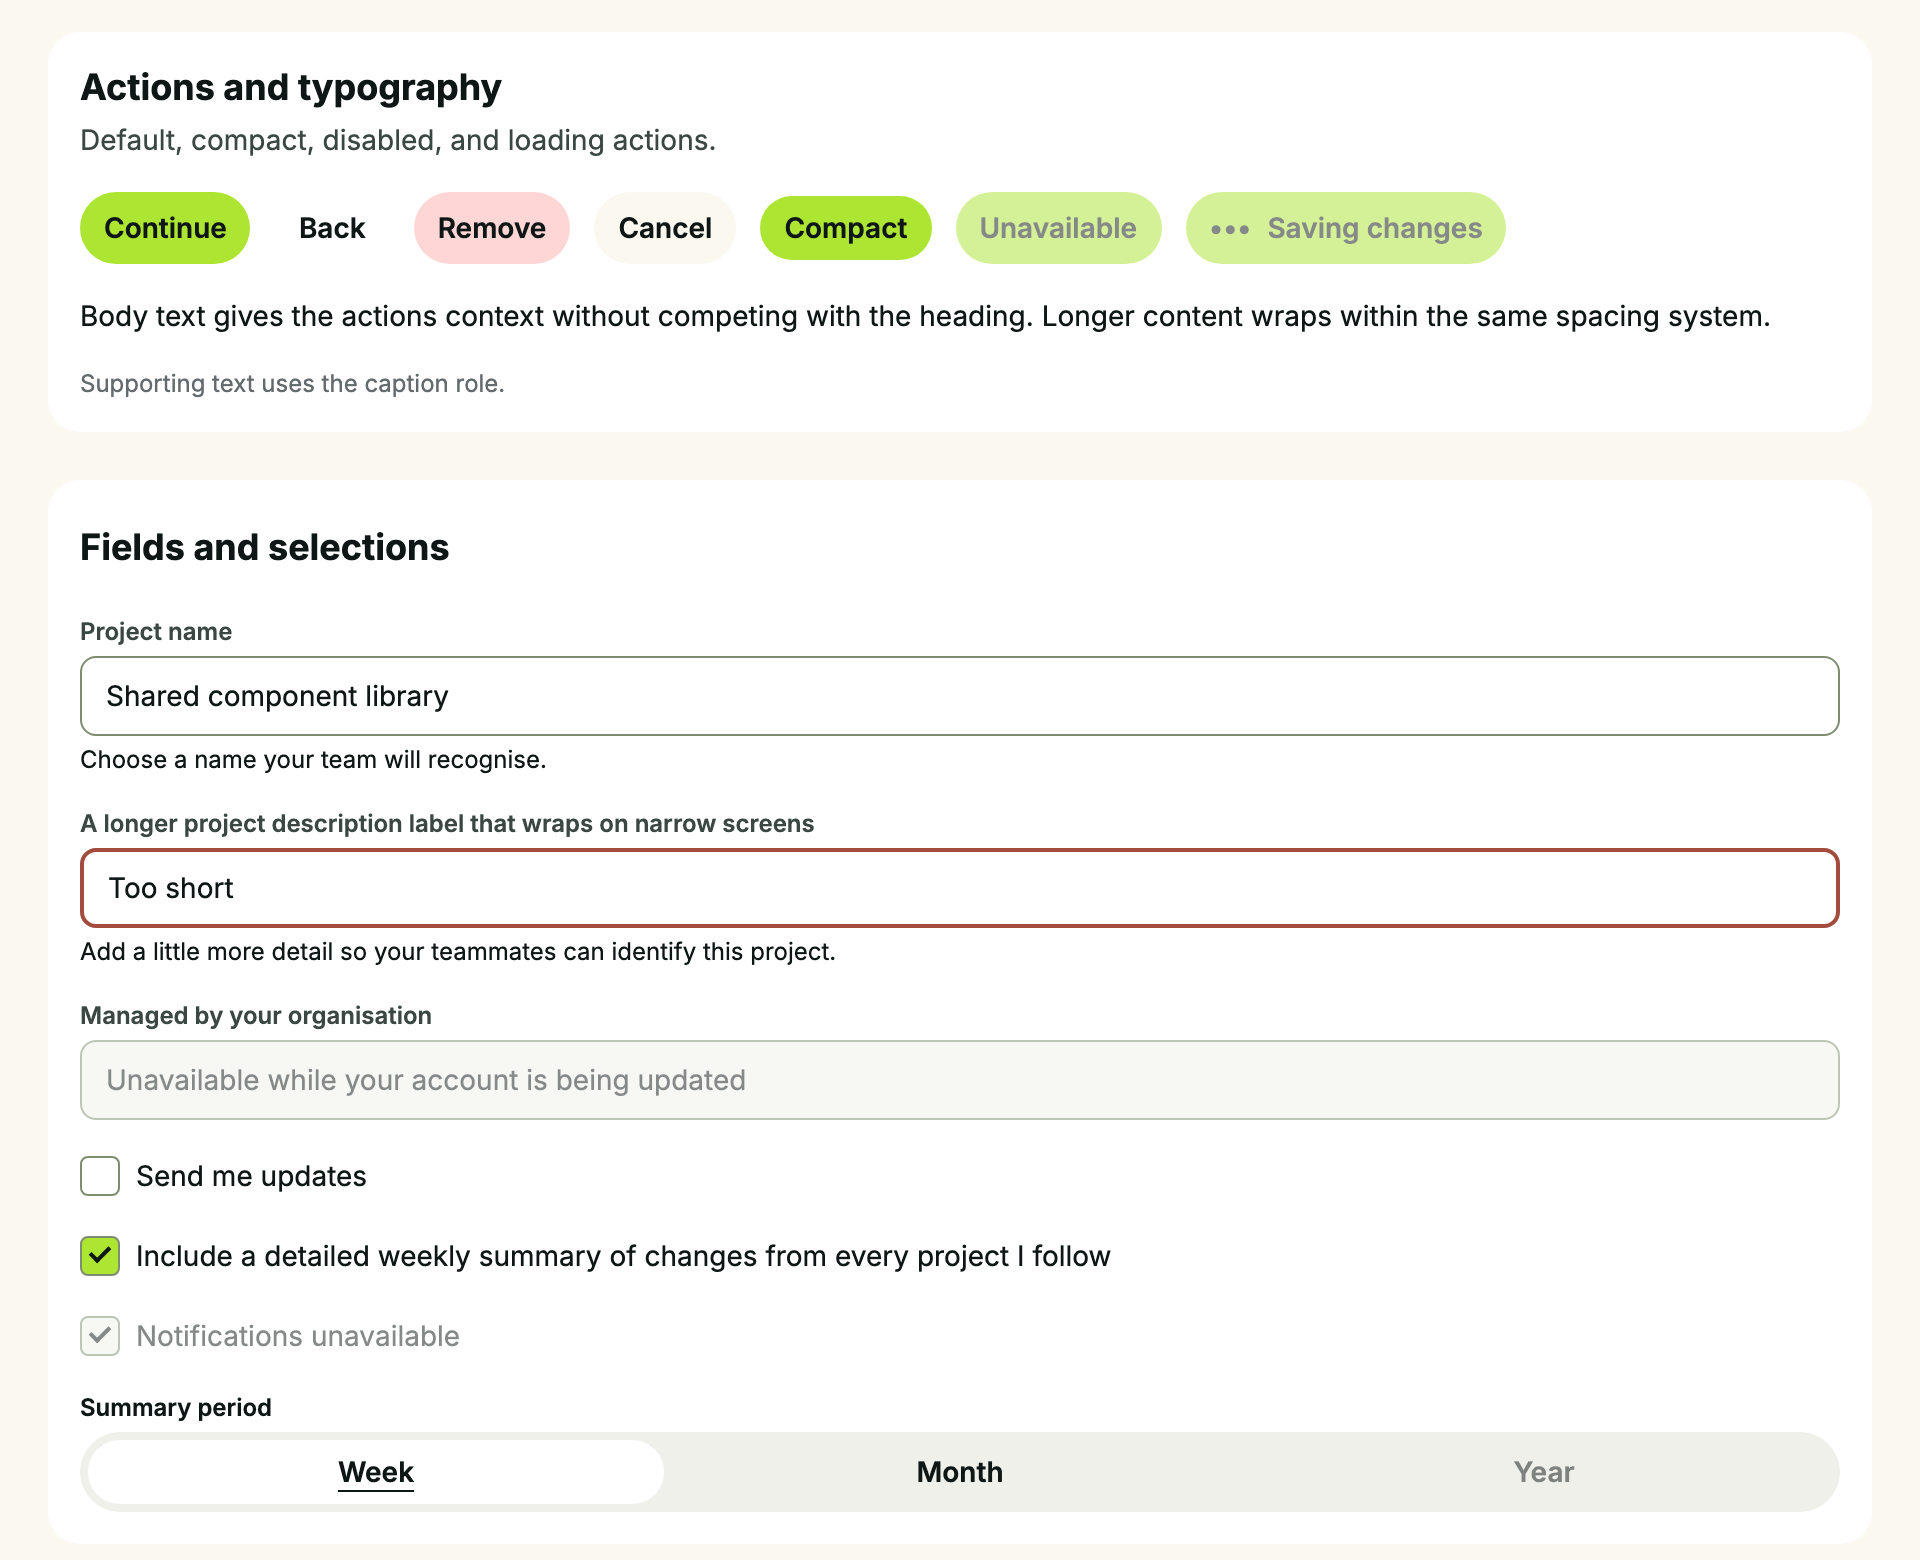 Actions and typography
Default, compact, disabled, and loading actions.
Continue Back Remove Cancel Compact Unavailable ••• Saving changes
Body text gives the actions context without competing with the heading. Longer content wraps within the same spacing system.
Supporting text uses the caption role.
Fields and selections
Project name
Shared component library
Choose a name your team will recognise.
A longer project description label that wraps on narrow screens
Too short
Add a little more detail so your teammates can identify this project.
Managed by your organisation
Unavailable while your account is being updated
Send me updates
Include a detailed weekly summary of changes from every project I follow
Notifications unavailable
Summary period
Week Month Year